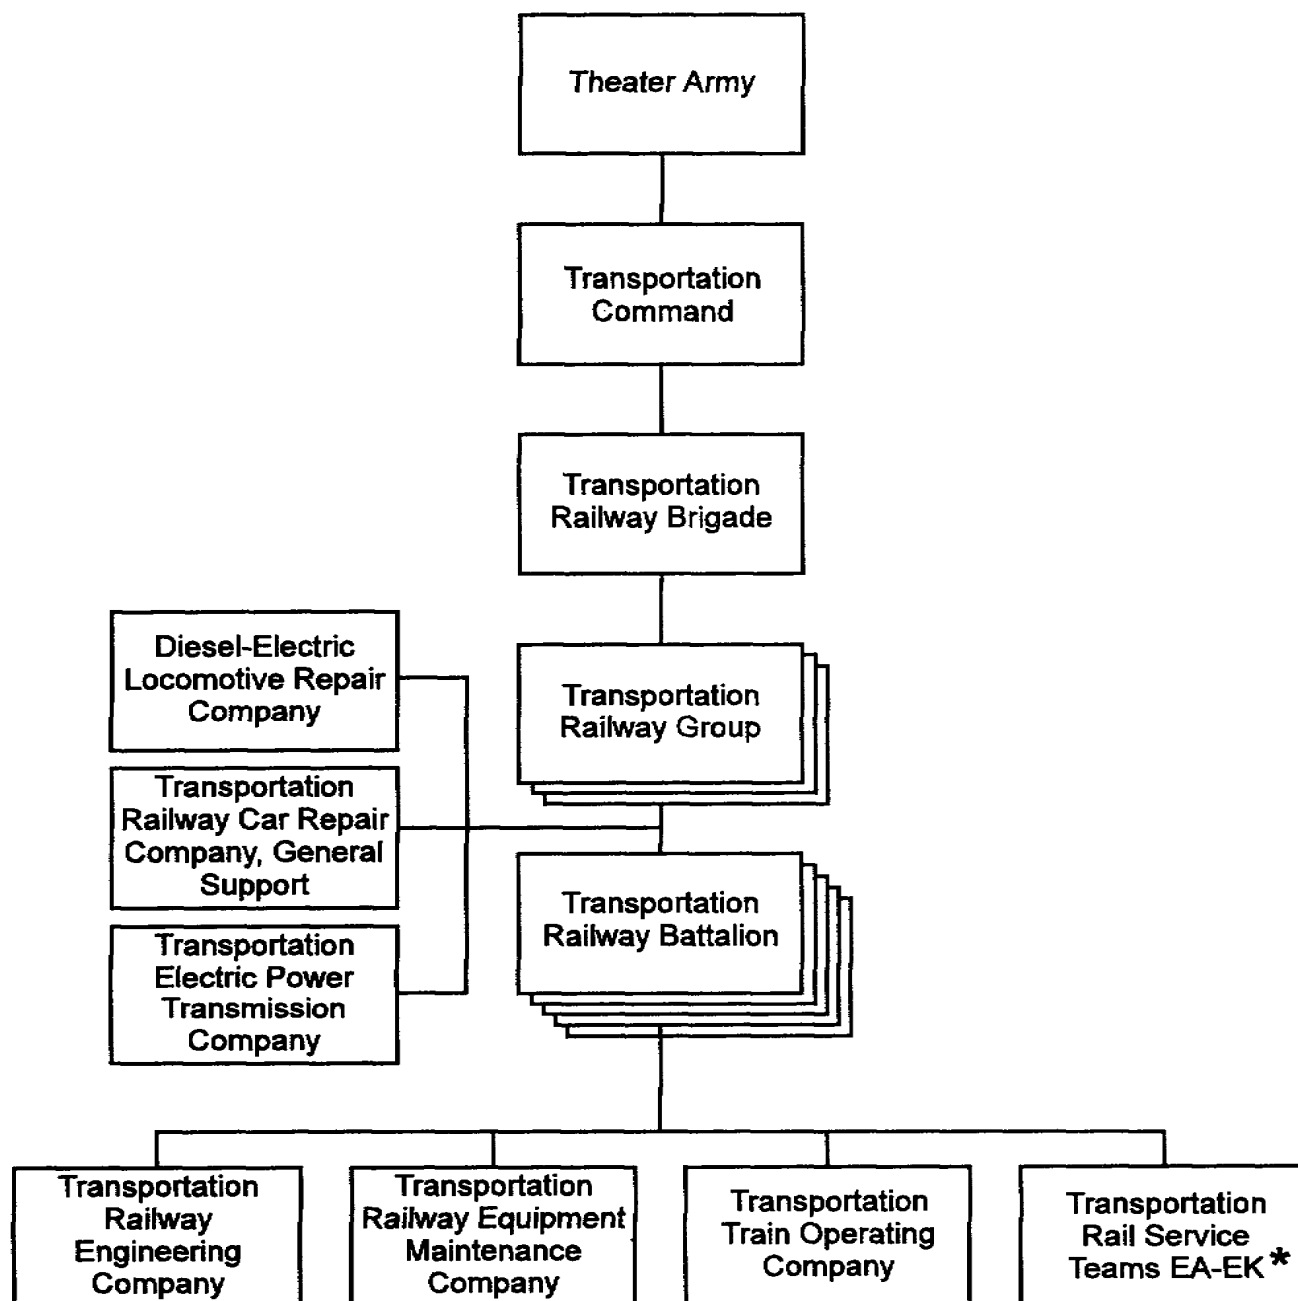 Theater Army
Transportation
Command
Transportation
Railway Brigade
Diesel-Electric
Locomotive Repair
Company
Transportation
Railway Group
Transportation
Railway Car Repair
Company, General
Support
Transportation
Railway Battalion
Transportation
Electric Power
Transmission
Company
Transportation
Railway
Engineering
Company
Transportation
Railway Equipment
Maintenance
Company
Transportation
Train Operating
Company
Transportation
Rail Service
Teams EA-EK*